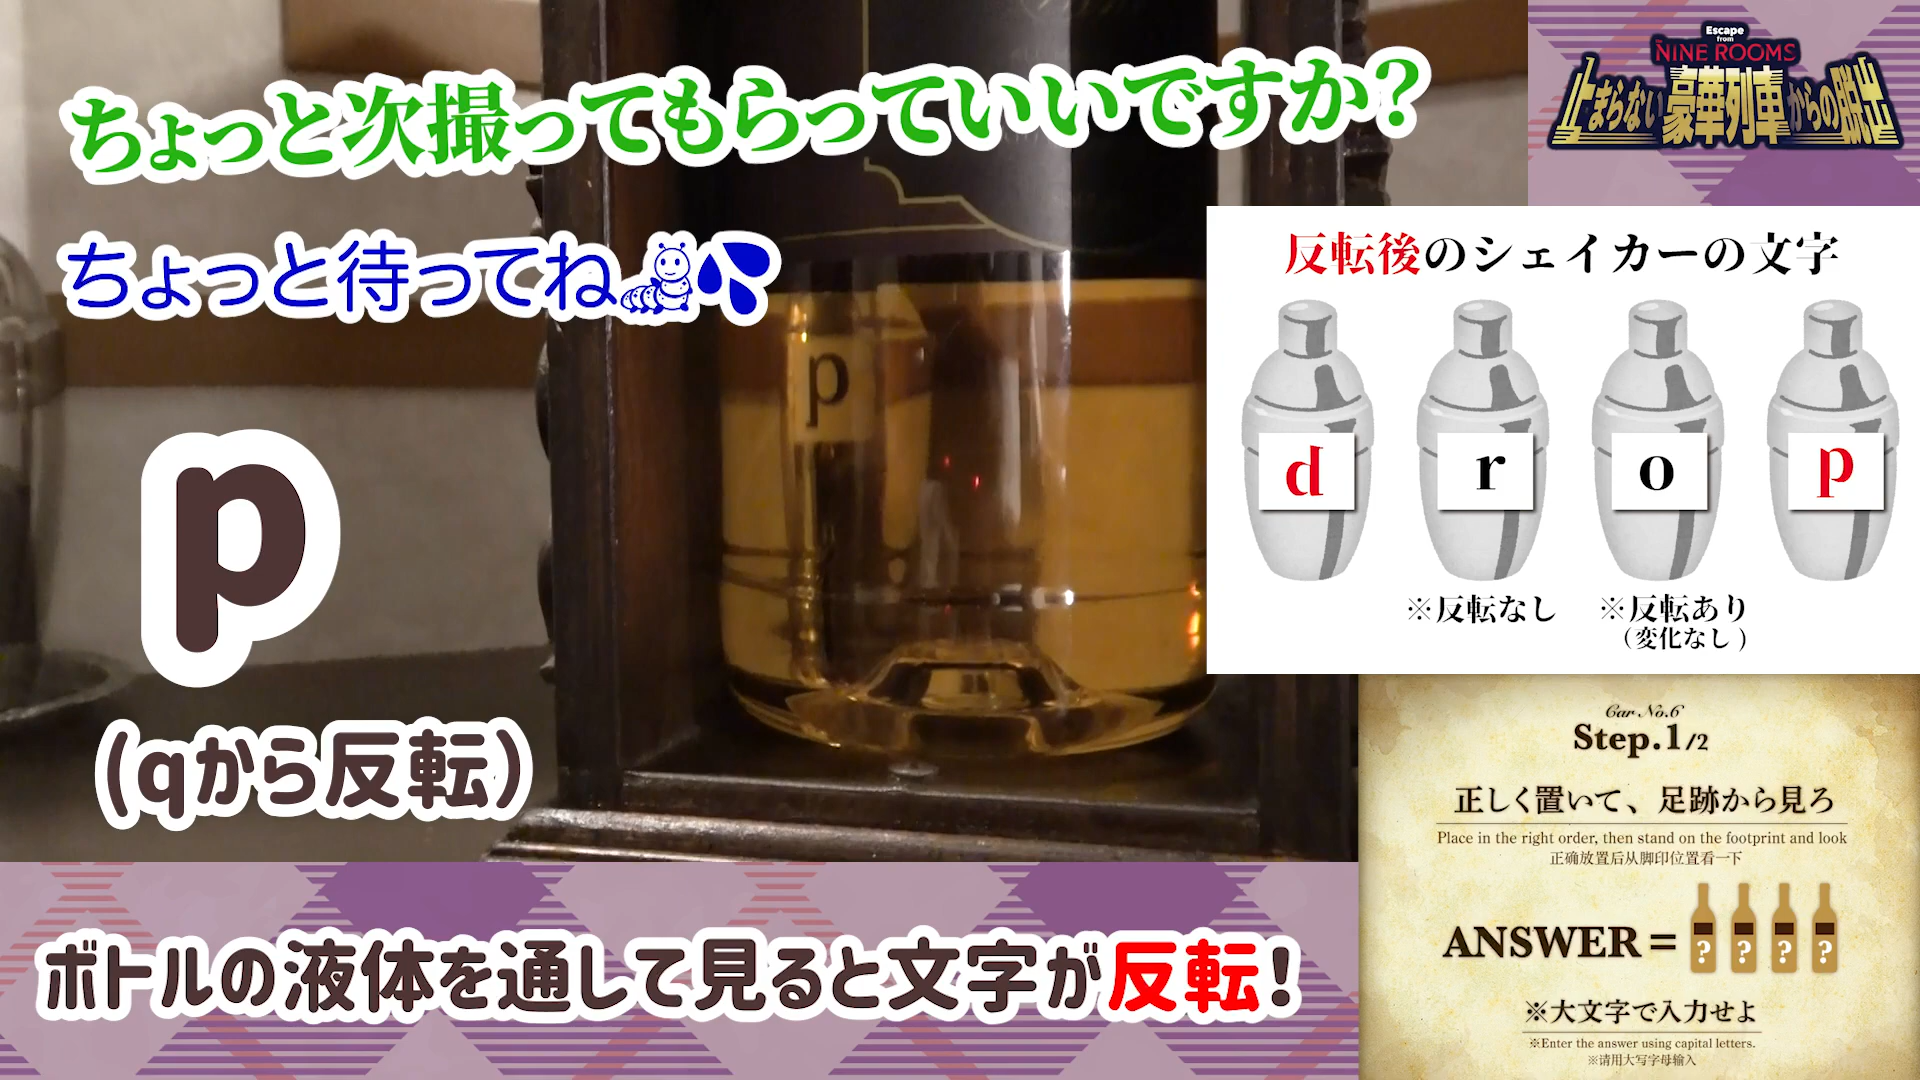 ちょっと次撮ってもらっていいですか?
ちょっと待ってね🐛💦
p
p
(qから反転)
ボトルの液体を通して見ると文字が反転!
Escape
from
The NINE ROOMS
止まらない豪華列車からの脱出
反転後のシェイカーの文字
d r o p
※反転なし ※反転あり
(変化なし)
Car No.6
Step.1/2
正しく置いて、足跡から見ろ
Place in the right order, then stand on the footprint and look
正确放置后从脚印位置看一下
ANSWER = ? ? ? ?
※大文字で入力せよ
※Enter the answer using capital letters.
※请用大写字母输入